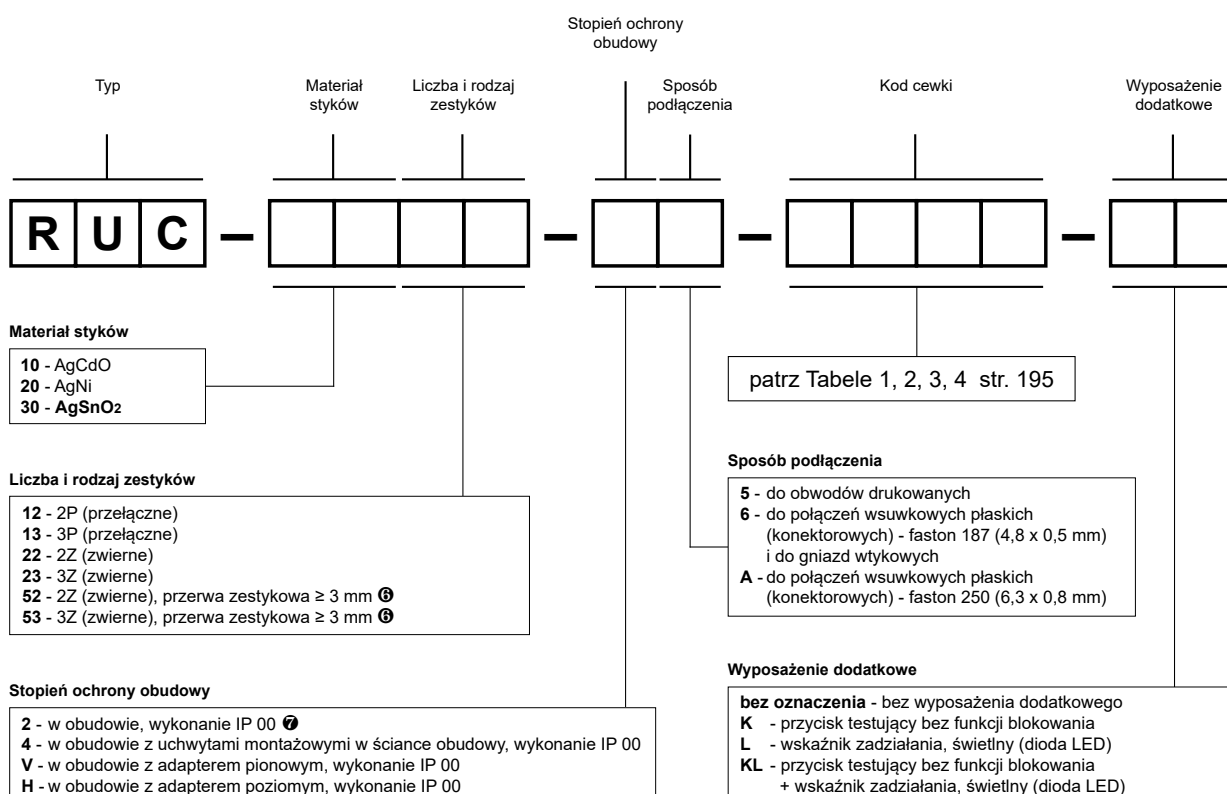 Stopień ochrony
obudowy
Typ
Materiał
styków
Liczba i rodzaj
zestyków
Sposób
podłączenia
Kod cewki
Wyposażenie
dodatkowe
R U C – – – –
Materiał styków
10 - AgCdO
20 - AgNi
30 - AgSnO2
patrz Tabele 1, 2, 3, 4 str. 195
Liczba i rodzaj zestyków
12 - 2P (przełączne)
13 - 3P (przełączne)
22 - 2Z (zwierne)
23 - 3Z (zwierne)
52 - 2Z (zwierne), przerwa zestykowa ≥ 3 mm ❻
53 - 3Z (zwierne), przerwa zestykowa ≥ 3 mm ❻
Sposób podłączenia
5 - do obwodów drukowanych
6 - do połączeń wsuwkowych płaskich
(konektorowych) - faston 187 (4,8 x 0,5 mm)
i do gniazd wtykowych
A - do połączeń wsuwkowych płaskich
(konektorowych) - faston 250 (6,3 x 0,8 mm)
Stopień ochrony obudowy
2 - w obudowie, wykonanie IP 00 ❼
4 - w obudowie z uchwytami montażowymi w ściance obudowy, wykonanie IP 00
V - w obudowie z adapterem pionowym, wykonanie IP 00
H - w obudowie z adapterem poziomym, wykonanie IP 00
Wyposażenie dodatkowe
bez oznaczenia - bez wyposażenia dodatkowego
K - przycisk testujący bez funkcji blokowania
L - wskaźnik zadziałania, świetlny (dioda LED)
KL - przycisk testujący bez funkcji blokowania
+ wskaźnik zadziałania, świetlny (dioda LED)